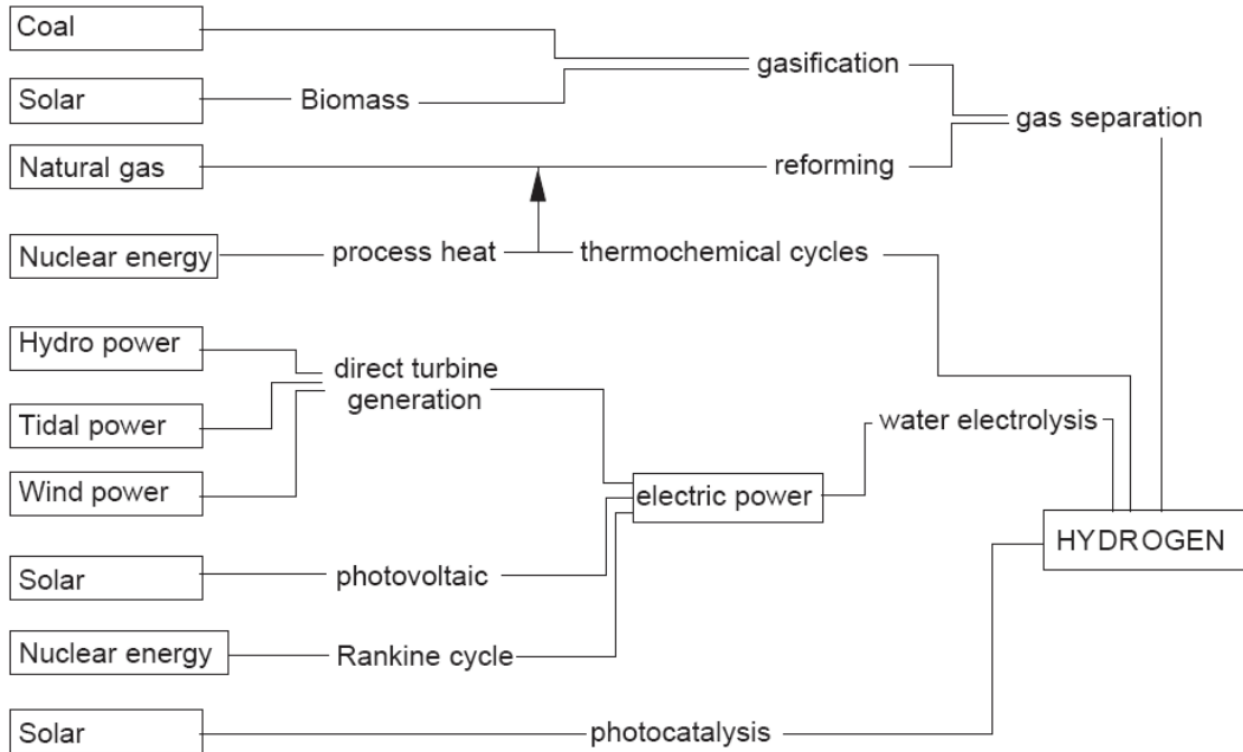 Coal
gasification
Solar
Biomass
gas separation
Natural gas
reforming
Nuclear energy
process heat
thermochemical cycles
Hydro power
direct turbine
generation
Tidal power
water electrolysis
Wind power
electric power
HYDROGEN
Solar
photovoltaic
Nuclear energy
Rankine cycle
Solar
photocatalysis